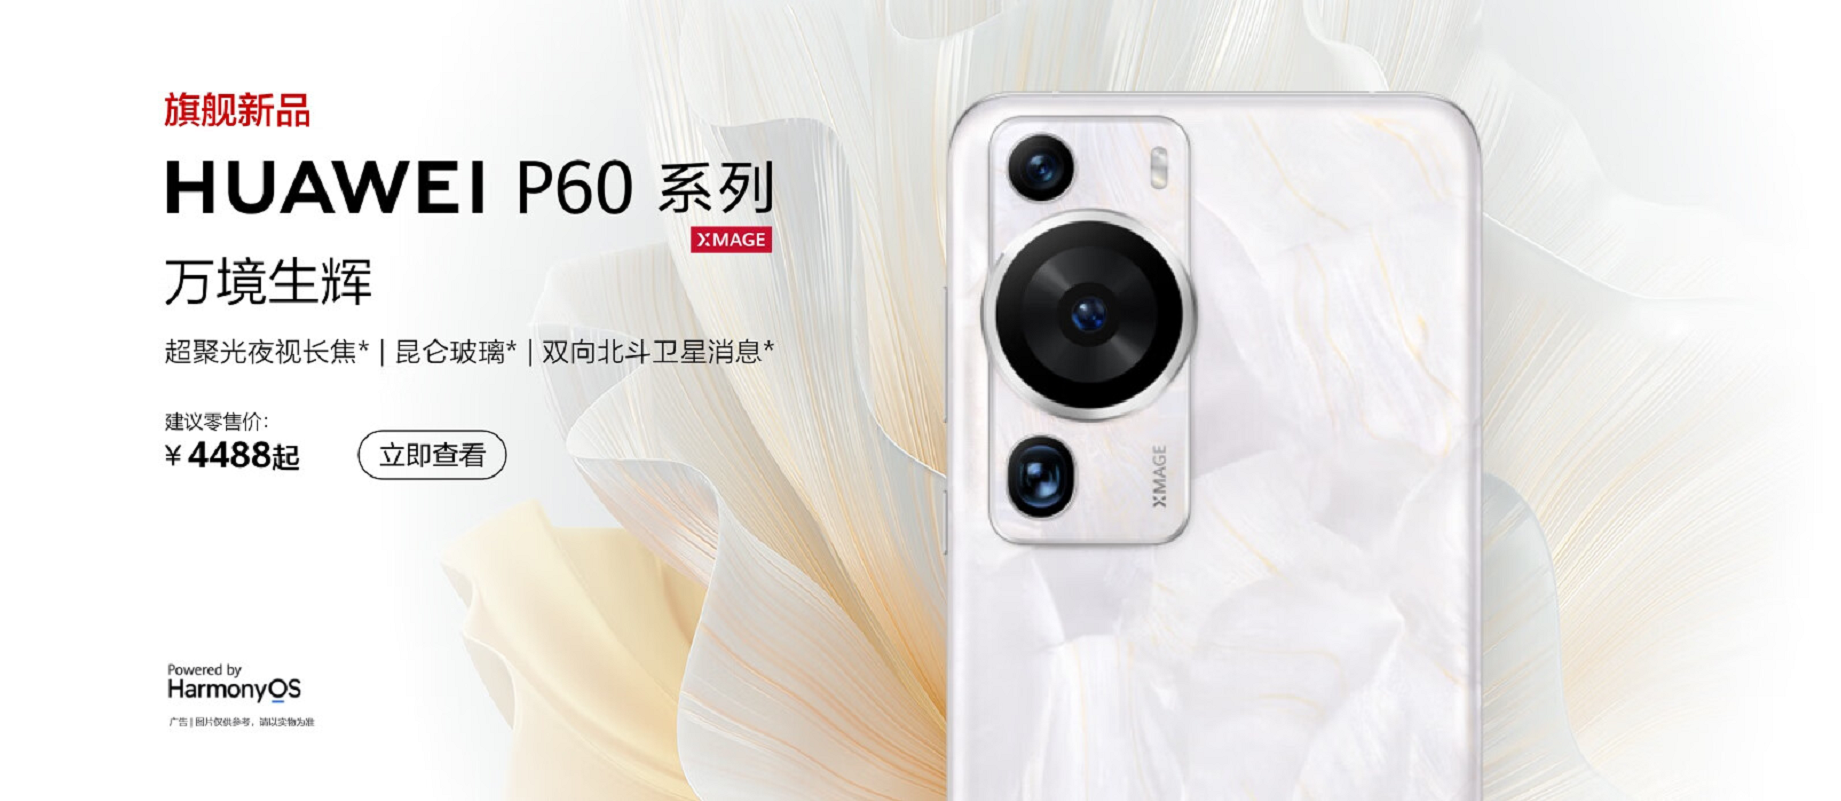 旗舰新品
HUAWEI P60 系列
XMAGE
万境生辉
超聚光夜视长焦* | 昆仑玻璃* | 双向北斗卫星消息*
建议零售价:
¥4488起
立即查看
Powered by
HarmonyOS
广告 | 图片仅供参考，请以实物为准
XMAGE